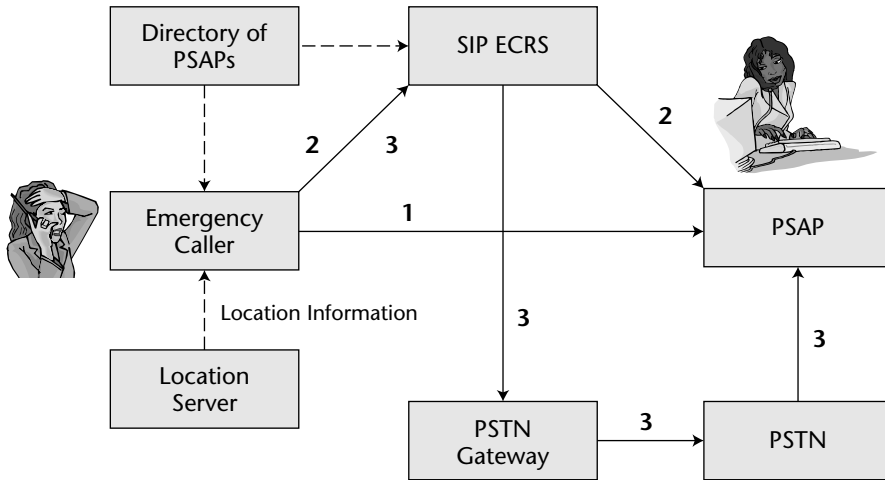 Directory of
PSAPs
SIP ECRS
2
3
2
Emergency
Caller
1
PSAP
Location Information
3
3
Location
Server
PSTN
Gateway
3
PSTN